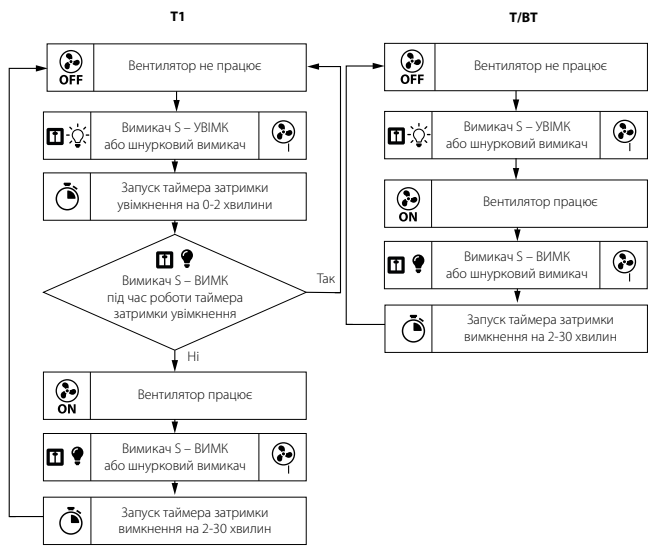 T1
OFF
Вентилятор не працює
Вимикач S – УВІМК
або шнурковий вимикач
Запуск таймера затримки
увімкнення на 0-2 хвилини
Вимикач S – ВИМК
під час роботи таймера
затримки увімкнення
Так
Ні
ON
Вентилятор працює
Вимикач S – ВИМК
або шнурковий вимикач
Запуск таймера затримки
вимкнення на 2-30 хвилин
T/BT
OFF
Вентилятор не працює
Вимикач S – УВІМК
або шнурковий вимикач
ON
Вентилятор працює
Вимикач S – ВИМК
або шнурковий вимикач
Запуск таймера затримки
вимкнення на 2-30 хвилин